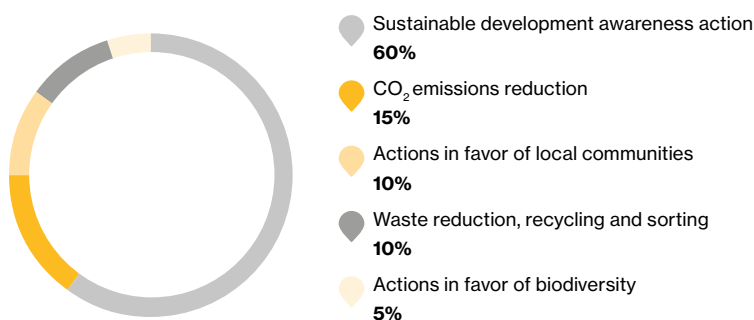 Sustainable development awareness action
60%
CO₂ emissions reduction
15%
Actions in favor of local communities
10%
Waste reduction, recycling and sorting
10%
Actions in favor of biodiversity
5%